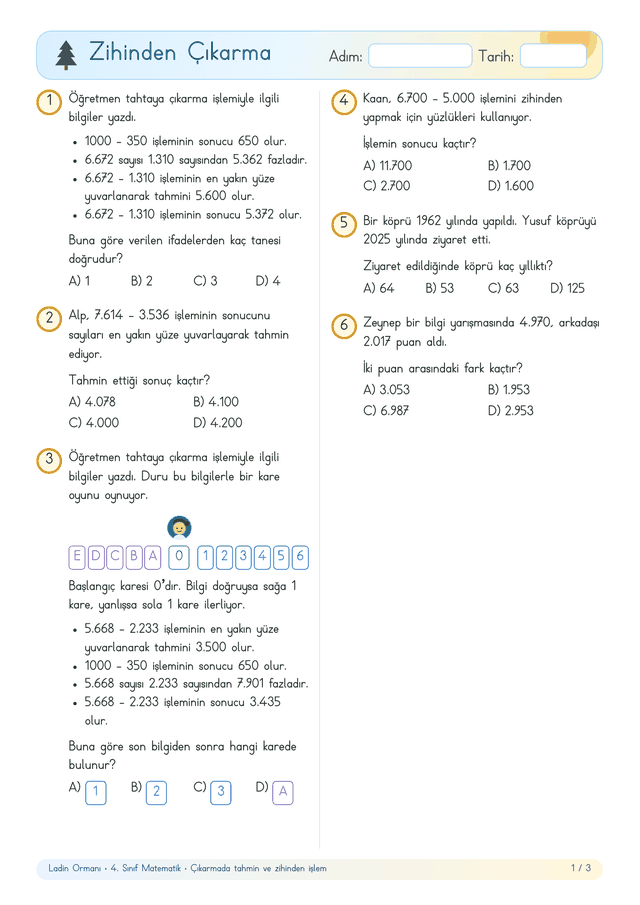 Zihinden Çıkarma
Adım:
Tarih:
1
Öğretmen tahtaya çıkarma işlemiyle ilgili
bilgiler yazdı.
• 1000 - 350 işleminin sonucu 650 olur.
• 6.672 sayısı 1.310 sayısından 5.362 fazladır.
• 6.672 - 1.310 işleminin en yakın yüze
yuvarlanarak tahmini 5.600 olur.
• 6.672 - 1.310 işleminin sonucu 5.372 olur.
Buna göre verilen ifadelerden kaç tanesi
doğrudur?
A) 1 B) 2 C) 3 D) 4
2
Alp, 7.614 - 3.536 işleminin sonucunu
sayıları en yakın yüze yuvarlayarak tahmin
ediyor.
Tahmin ettiği sonuç kaçtır?
A) 4.078 B) 4.100
C) 4.000 D) 4.200
3
Öğretmen tahtaya çıkarma işlemiyle ilgili
bilgiler yazdı. Duru bu bilgilerle bir kare
oyunu oynuyor.
E D C B A 0 1 2 3 4 5 6
Başlangıç karesi 0'dır. Bilgi doğruysa sağa 1
kare, yanlışsa sola 1 kare ilerliyor.
• 5.668 - 2.233 işleminin en yakın yüze
yuvarlanarak tahmini 3.500 olur.
• 1000 - 350 işleminin sonucu 650 olur.
• 5.668 sayısı 2.233 sayısından 7.901 fazladır.
• 5.668 - 2.233 işleminin sonucu 3.435
olur.
Buna göre son bilgiden sonra hangi karede
bulunur?
A) 1 B) 2 C) 3 D) A
4
Kaan, 6.700 - 5.000 işlemini zihinden
yapmak için yüzlükleri kullanıyor.
İşlemin sonucu kaçtır?
A) 11.700 B) 1.700
C) 2.700 D) 1.600
5
Bir köprü 1962 yılında yapıldı. Yusuf köprüyü
2025 yılında ziyaret etti.
Ziyaret edildiğinde köprü kaç yıllıktı?
A) 64 B) 53 C) 63 D) 125
6
Zeynep bir bilgi yarışmasında 4.970, arkadaşı
2.017 puan aldı.
İki puan arasındaki fark kaçtır?
A) 3.053 B) 1.953
C) 6.987 D) 2.953
Ladin Ormanı • 4. Sınıf Matematik • Çıkarmada tahmin ve zihinden işlem
1 / 3